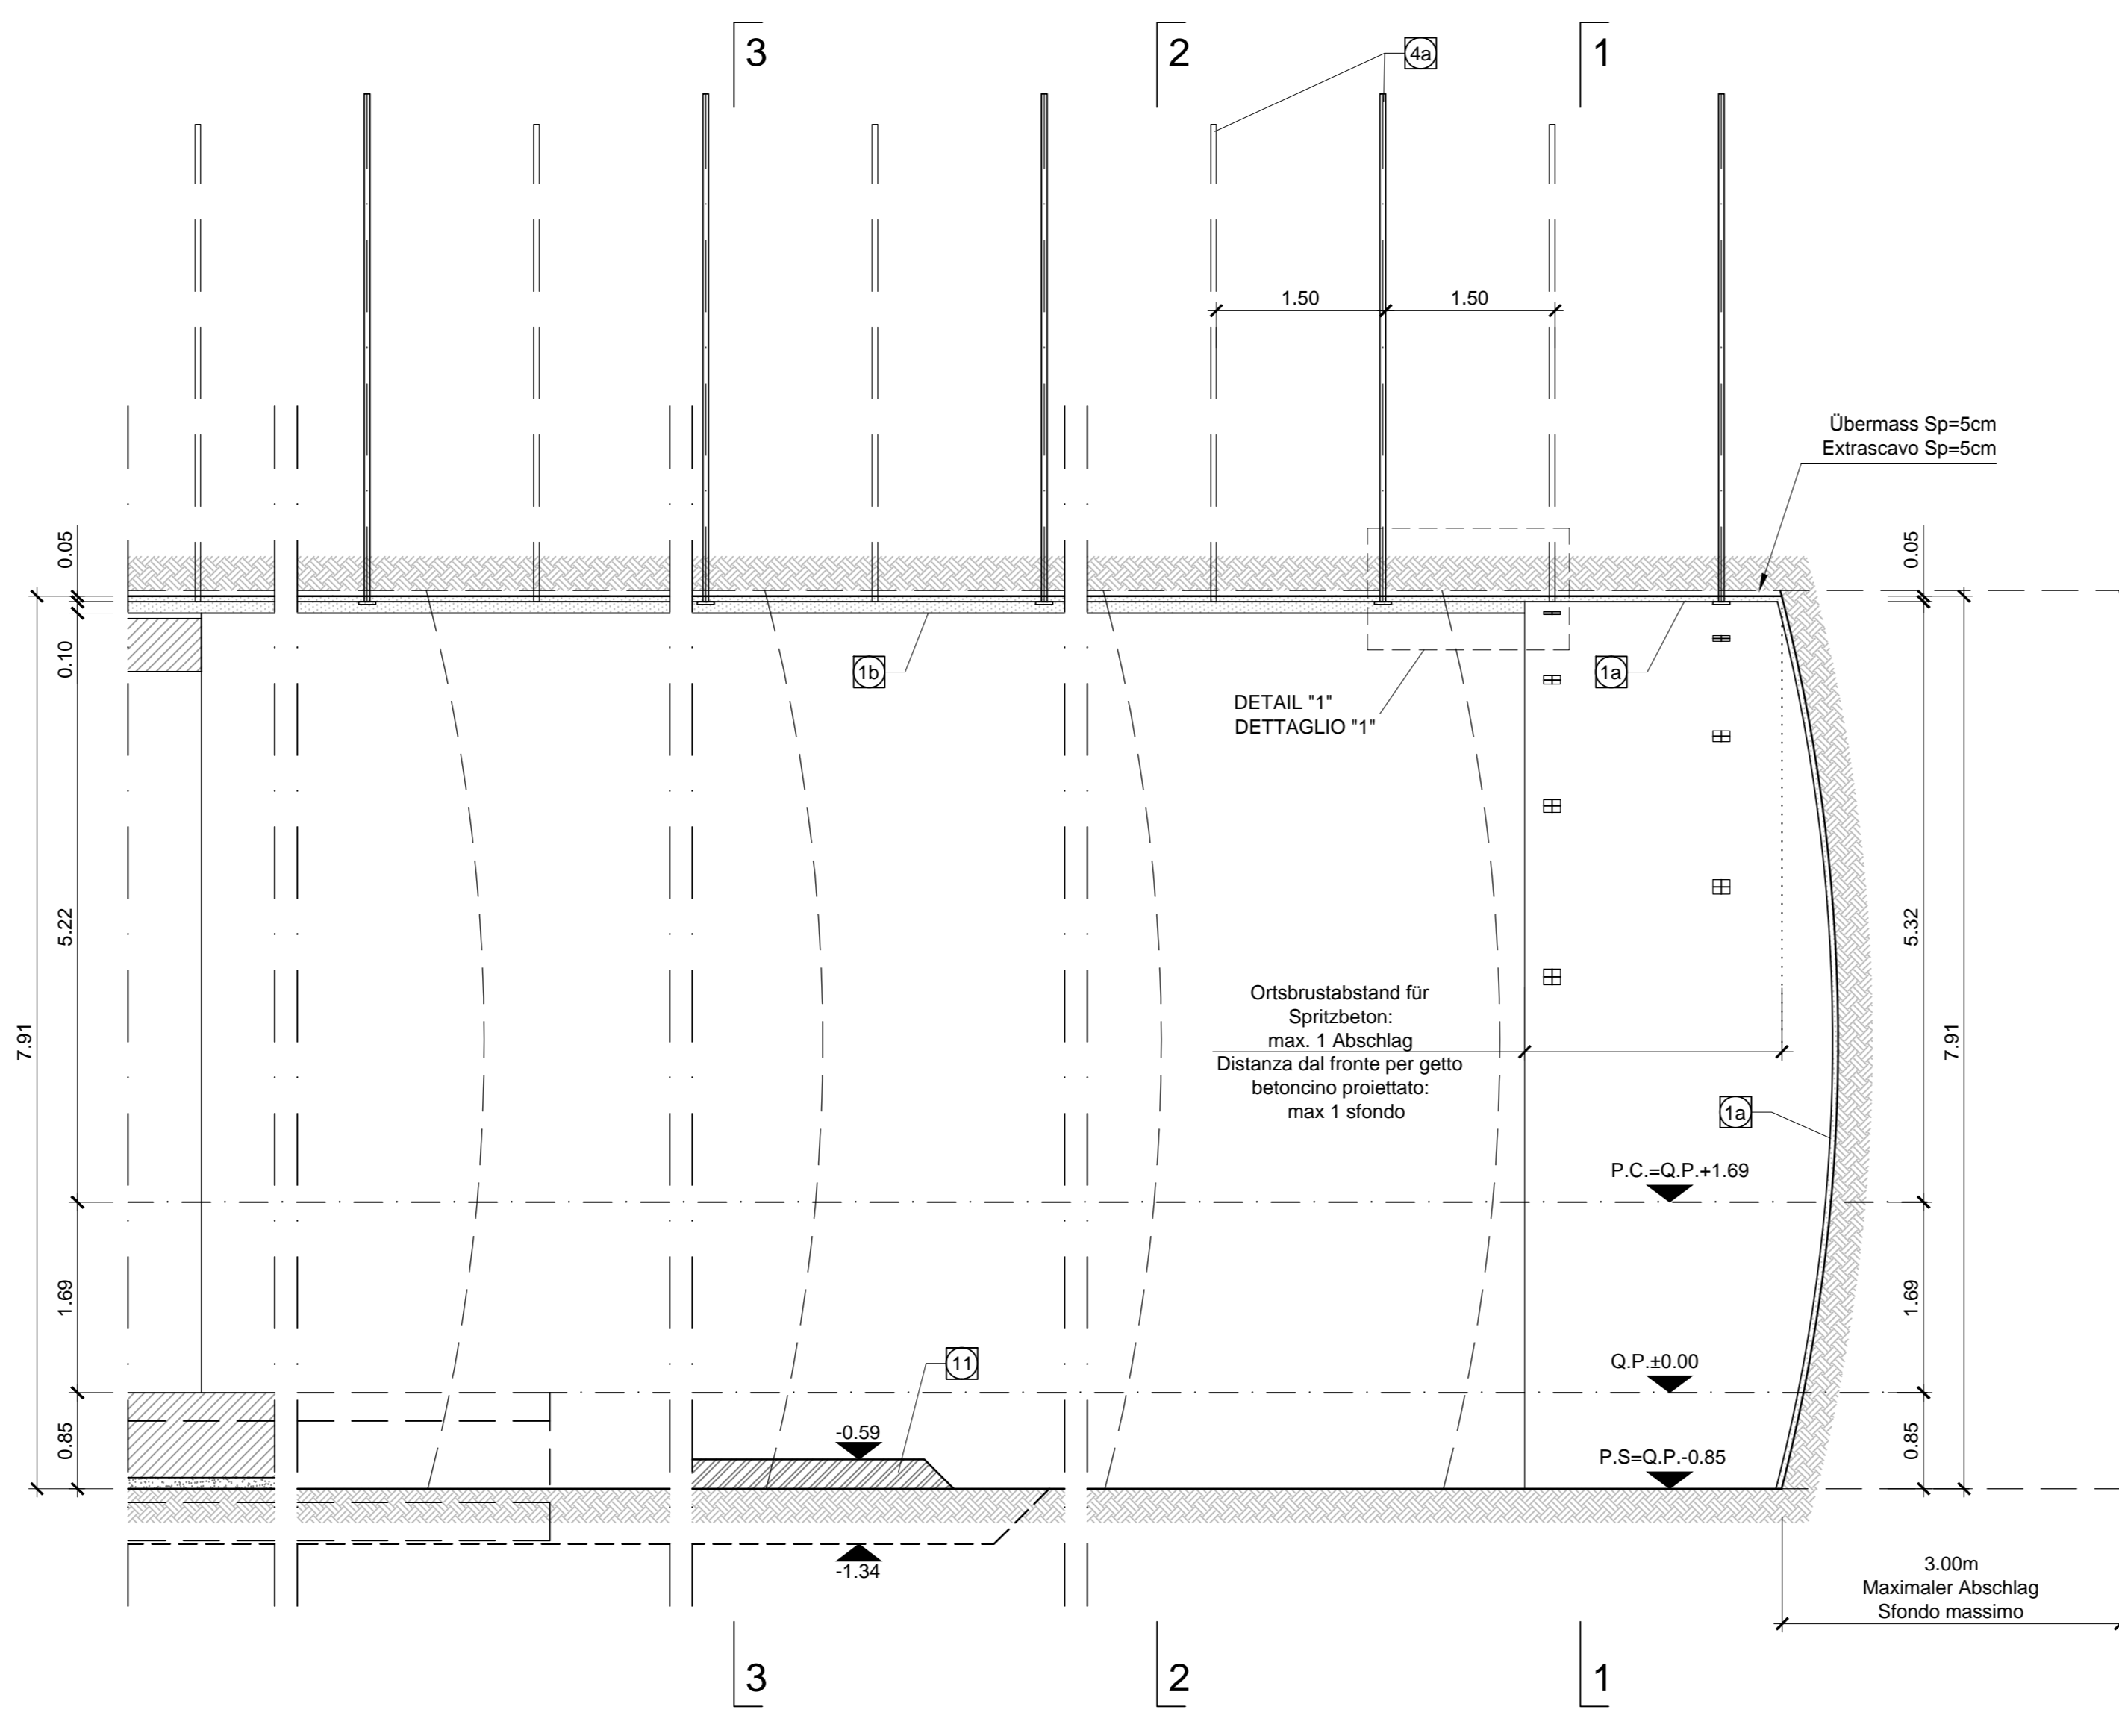 3
2
1
4a
1.50
1.50
Übermass Sp=5cm
Extrascavo Sp=5cm
0.05
0.05
0.10
1b
1a
DETAIL "1"
DETTAGLIO "1"
5.22
5.32
7.91
7.91
Ortsbrustabstand für
Spritzbeton:
max. 1 Abschlag
Distanza dal fronte per getto
betoncino proiettato:
max 1 sfondo
1a
P.C.=Q.P.+1.69
1.69
1.69
11
Q.P.±0.00
-0.59
0.85
0.85
P.S=Q.P.-0.85
-1.34
3.00m
Maximaler Abschlag
Sfondo massimo
3
2
1